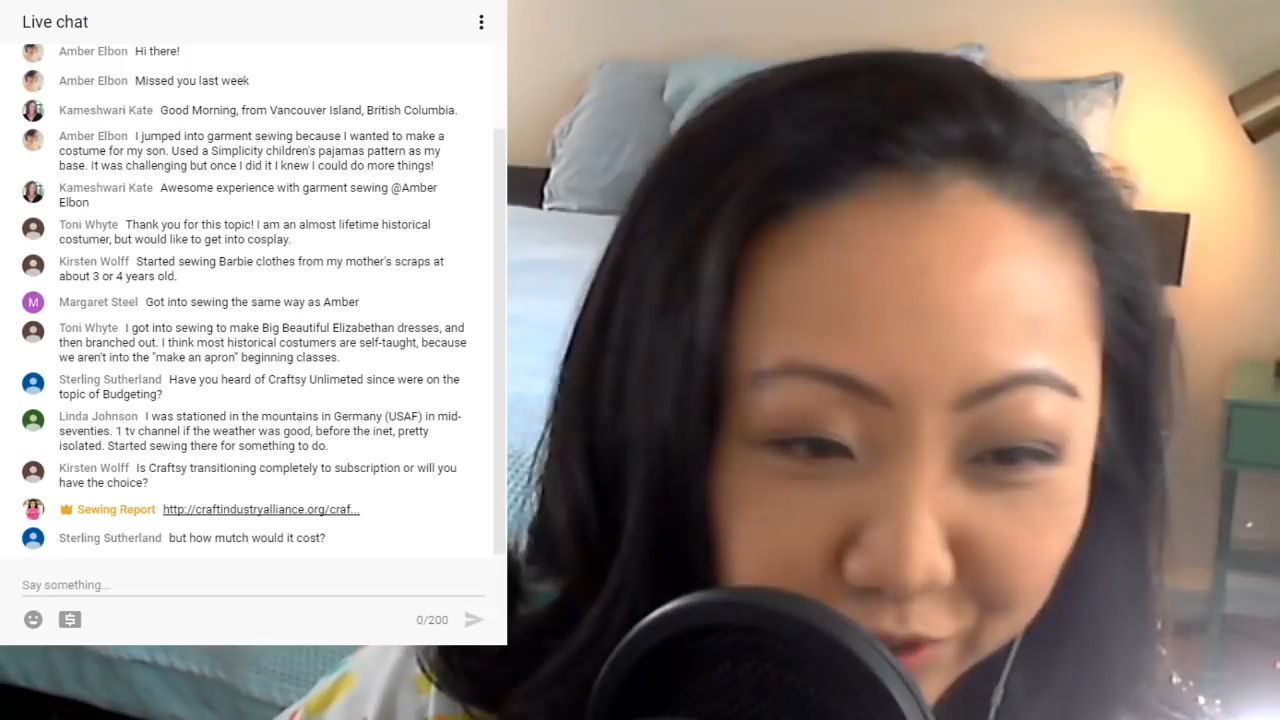 Live chat
Amber Elbon Hi there!
Amber Elbon Missed you last week
Kameshwari Kate Good Morning, from Vancouver Island, British Columbia.
Amber Elbon I jumped into garment sewing because I wanted to make a
costume for my son. Used a Simplicity children's pajamas pattern as my
base. It was challenging but once I did it I knew I could do more things!
Kameshwari Kate Awesome experience with garment sewing @Amber
Elbon
Toni Whyte Thank you for this topic! I am an almost lifetime historical
costumer, but would like to get into cosplay.
Kirsten Wolff Started sewing Barbie clothes from my mother's scraps at
about 3 or 4 years old.
M Margaret Steel Got into sewing the same way as Amber
Toni Whyte I got into sewing to make Big Beautiful Elizabethan dresses, and
then branched out. I think most historical costumers are self-taught, because
we aren't into the "make an apron" beginning classes.
Sterling Sutherland Have you heard of Craftsy Unlimeted since were on the
topic of Budgeting?
Linda Johnson I was stationed in the mountains in Germany (USAF) in mid-
seventies. 1 tv channel if the weather was good, before the inet, pretty
isolated. Started sewing there for something to do.
Kirsten Wolff Is Craftsy transitioning completely to subscription or will you
have the choice?
Sewing Report http://craftindustryalliance.org/craf...
Sterling Sutherland but how mutch would it cost?
Say something...
$ 0/200